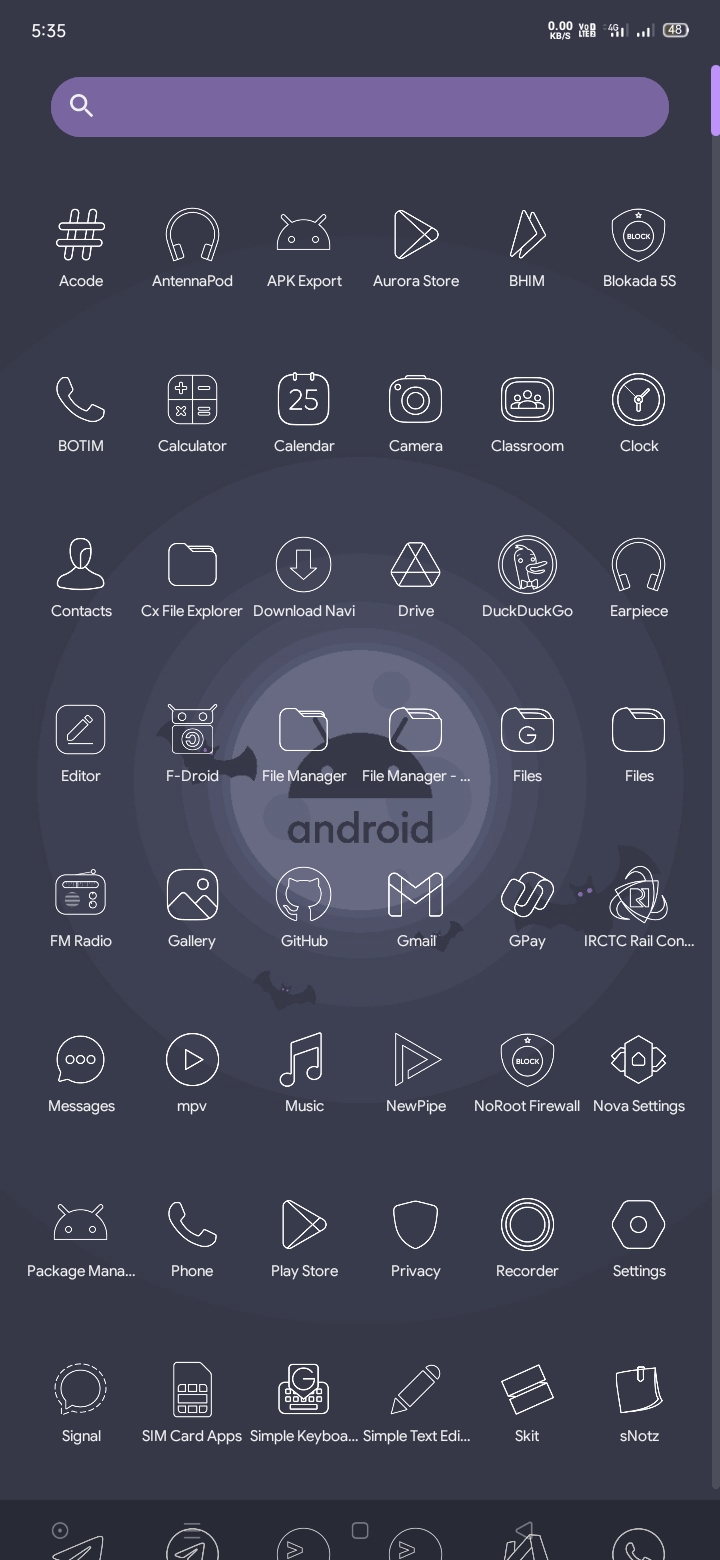 5:35 0.00 KB/S VoD LTE 4G 48
Acode AntennaPod APK Export Aurora Store BHIM Blokada 5S
BLOCK
BOTIM Calculator Calendar Camera Classroom Clock
25
Contacts Cx File Explorer Download Navi Drive DuckDuckGo Earpiece
Editor F-Droid File Manager File Manager - ... Files Files
android
FM Radio Gallery GitHub Gmail GPay IRCTC Rail Con...
Messages mpv Music NewPipe NoRoot Firewall Nova Settings
BLOCK
Package Mana... Phone Play Store Privacy Recorder Settings
Signal SIM Card Apps Simple Keyboa... Simple Text Edi... Skit sNotz